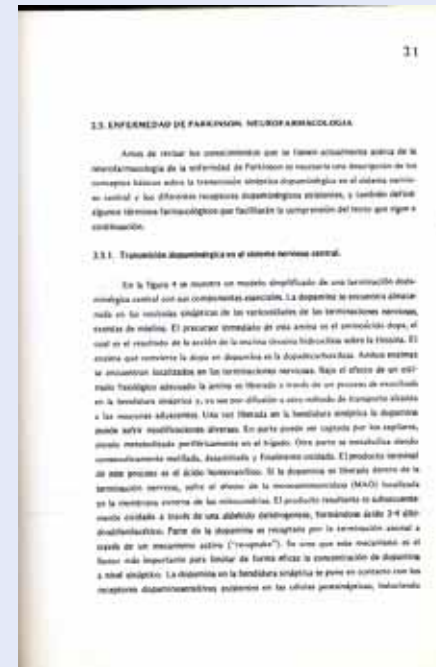 31
2.5. ENFERMEDAD DE PARKINSON. NEUROFARMACOLOGIA
Antes de revisar los conocimientos que se tienen actualmente acerca de la
neurofarmacología de la enfermedad de Parkinson es necesaria una descripción de los
conceptos básicos sobre la transmisión sináptica dopaminérgica en el sistema nervio-
so central y los diferentes receptores dopaminérgicos existentes, y también definir
algunos términos farmacológicos que facilitarán la comprensión del texto que sigue a
continuación.
Transmisión dopaminérgica en el sistema nervioso central.
En la figura 4 se muestra un modelo simplificado de una terminación dopa-
minérgica central con sus componentes esenciales. La dopamina se encuentra almace-
nada en las vesículas sinápticas de las varicosidades de las terminaciones nerviosas,
exentas de mielina. El precursor inmediato de esta amina es el aminoácido dopa, el
cual es el resultado de la acción de la enzima tirosina hidroxilasa sobre la tirosina. El
enzima que convierte la dopa en dopamina es la dopadecarboxilasa. Ambos enzimas
se encuentran localizados en las terminaciones nerviosas. Bajo el efecto de un estí-
mulo fisiológico adecuado la amina es liberada a través de un proceso de exocitosis
en la hendidura sináptica y, ya sea por difusión u otro método de transporte alcanza
a las neuronas adyacentes. Una vez liberada en la hendidura sináptica la dopamina
puede sufrir modificaciones diversas. En parte puede ser captada por los capilares,
siendo metabolizada periféricamente en el hígado. Otra parte se metaboliza siendo
consecutivamente metilada, desaminada y finalmente oxidada. El producto terminal
de este proceso es el ácido homovanílico. Si la dopamina es liberada dentro de la
terminación nerviosa, sufre el efecto de la monoaminooxidasa (MAO) localizada
en la membrana externa de las mitocondrias. El producto resultante es subsecuente-
mente oxidado a través de una aldehido dehidrogenasa, formándose ácido 3-4 dihi-
droxifenilacético. Parte de la dopamina es recaptada por la terminación axonal a
través de un mecanismo activo ("reuptake"). Se cree que este mecanismo es el
factor más importante para limitar de forma eficaz la concentración de dopamina
a nivel sináptico. La dopamina en la hendidura sináptica se pone en contacto con los
receptores dopaminosensitivos existentes en las células postsinápticas, induciendo